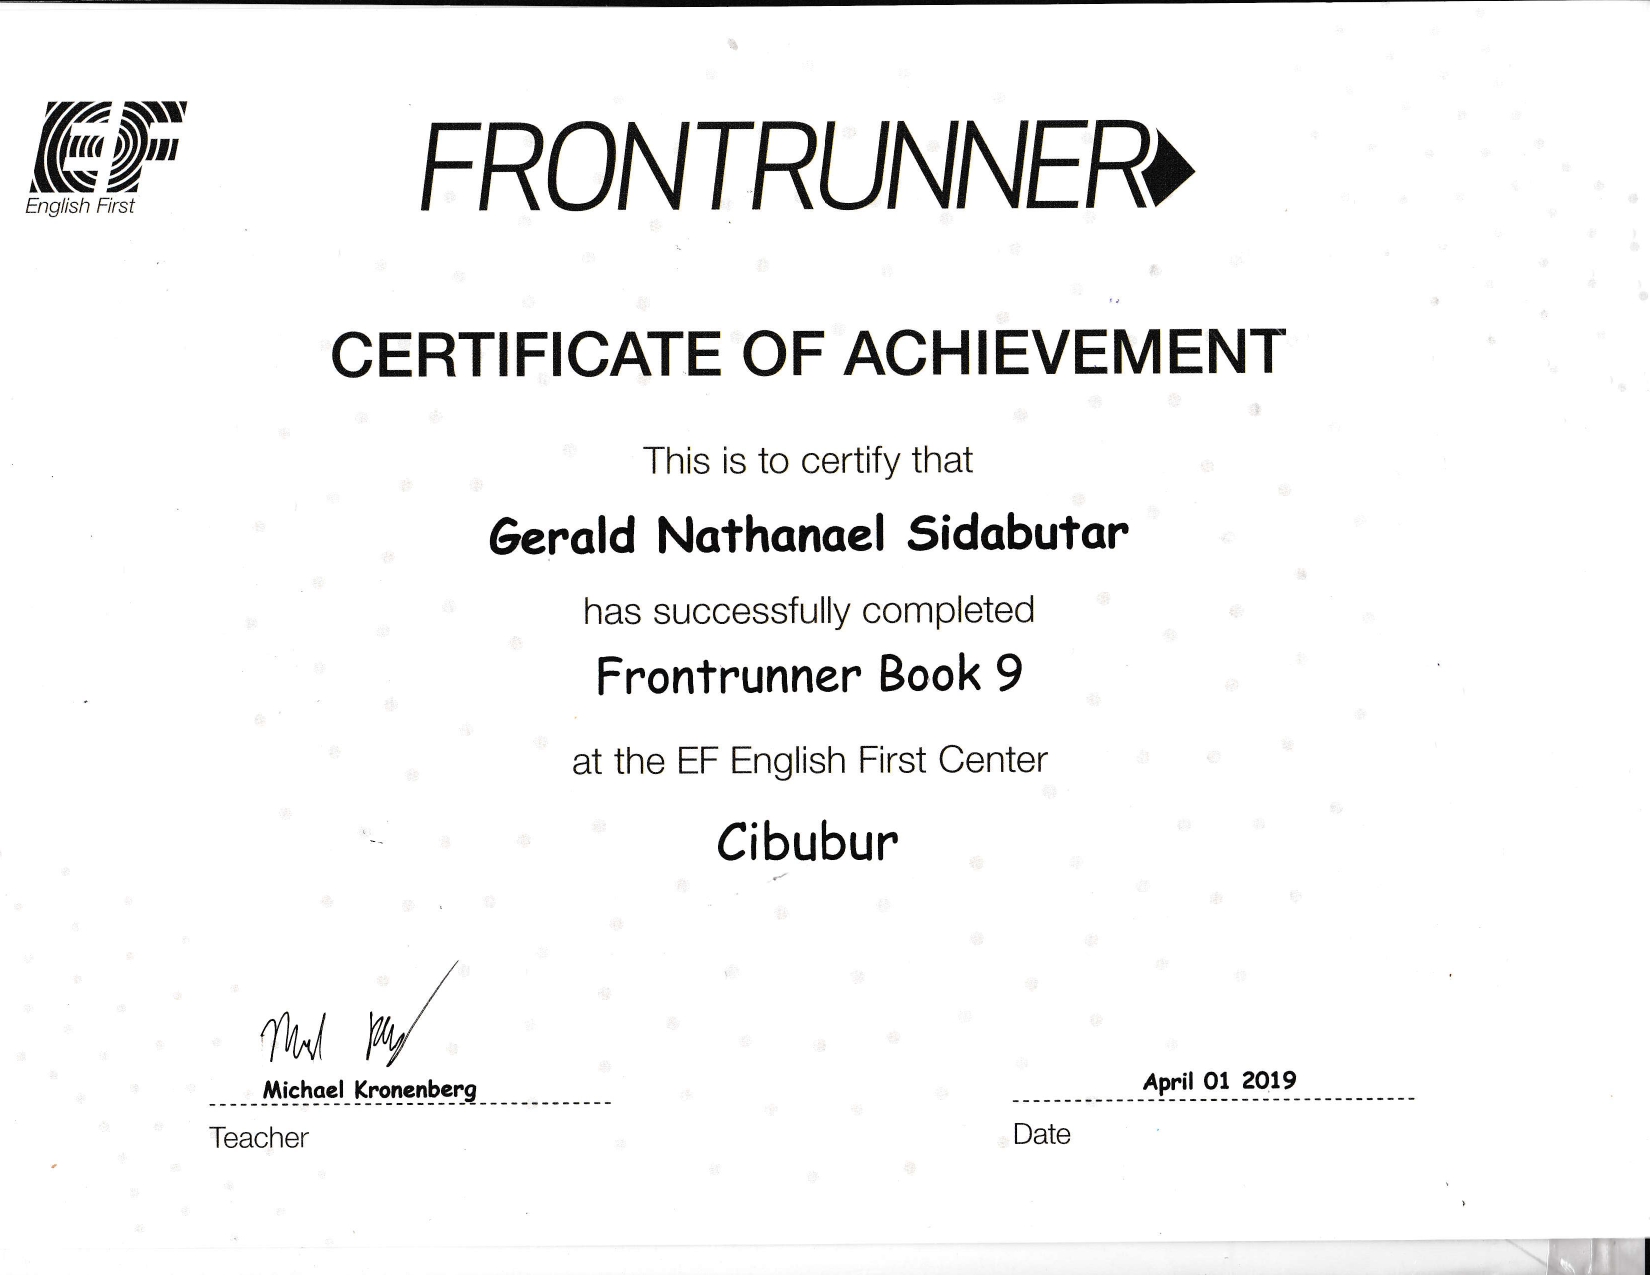 EF
English First
FRONTRUNNER
CERTIFICATE OF ACHIEVEMENT
This is to certify that
Gerald Nathanael Sidabutar
has successfully completed
Frontrunner Book 9
at the EF English First Center
Cibubur
Michael Kronenberg
Teacher
April 01 2019
Date